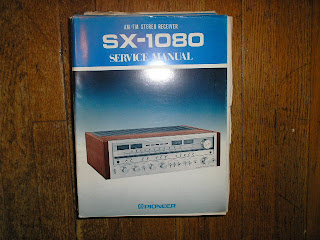 AM/FM STEREO RECEIVER
SX-1080
SERVICE MANUAL
PIONEER